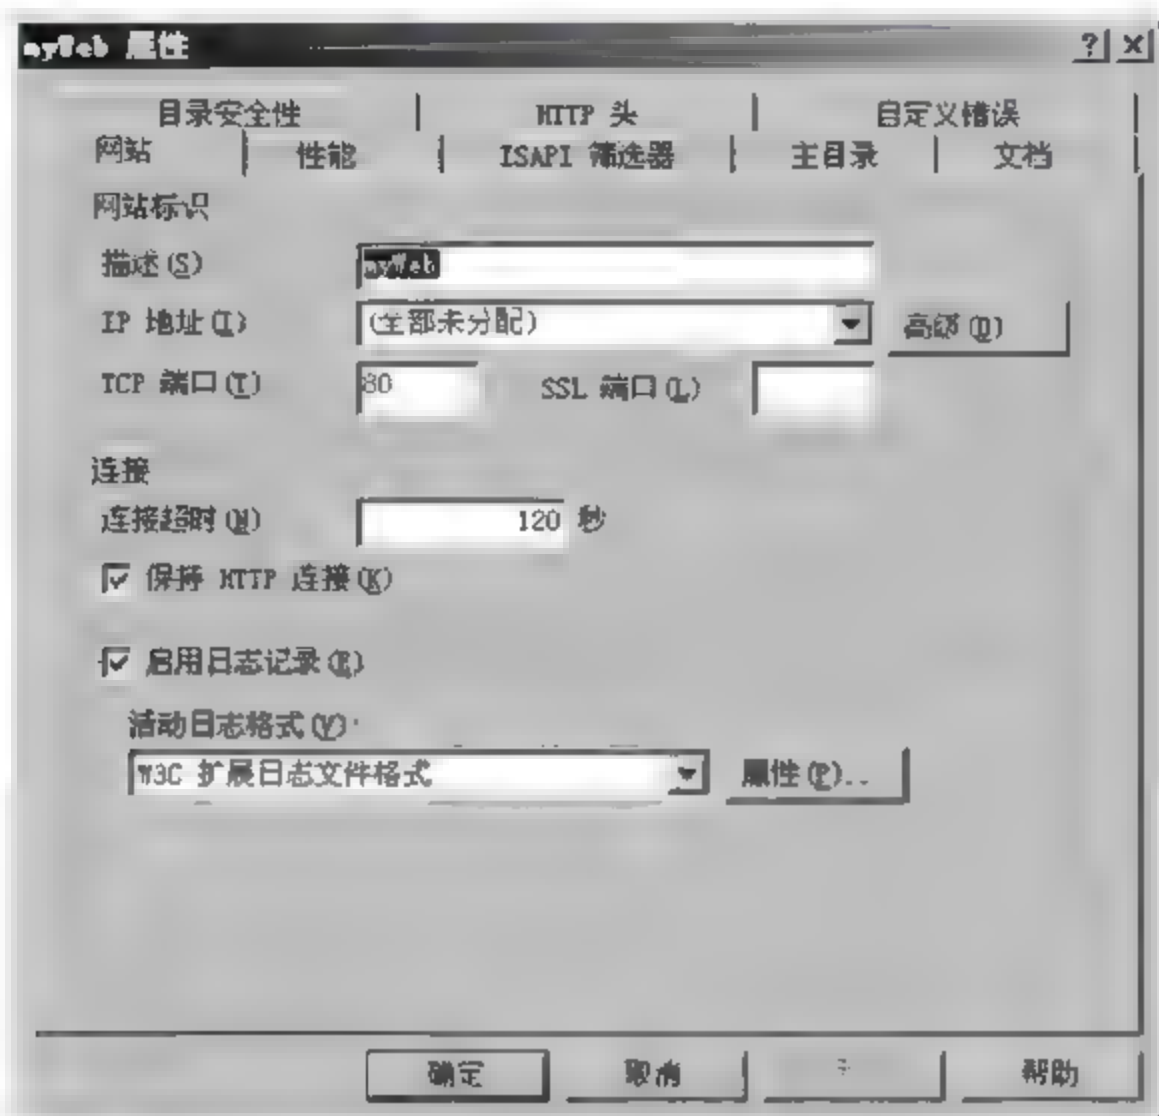 myWeb 属性
目录安全性 HTTP 头 自定义错误
网站 性能 ISAPI 筛选器 主目录 文档
网站标识
描述(S) myWeb
IP 地址(I) (全部未分配) 高级(D)
TCP 端口(T) 80 SSL 端口(L)
连接
连接超时(N) 120 秒
保持 HTTP 连接(K)
启用日志记录(E)
活动日志格式(V):
W3C 扩展日志文件格式 属性(P)..
确定 取消 帮助